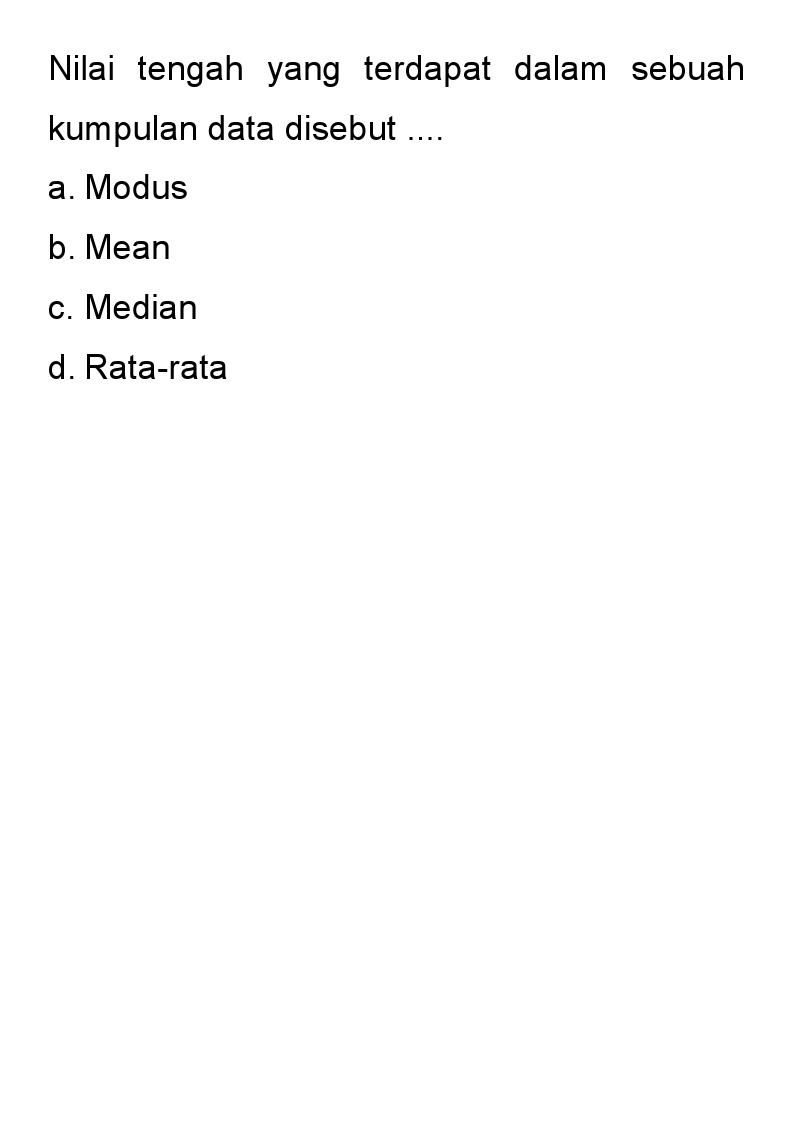 Nilai tengah yang terdapat dalam sebuah
kumpulan data disebut ....
a. Modus
b. Mean
c. Median
d. Rata-rata